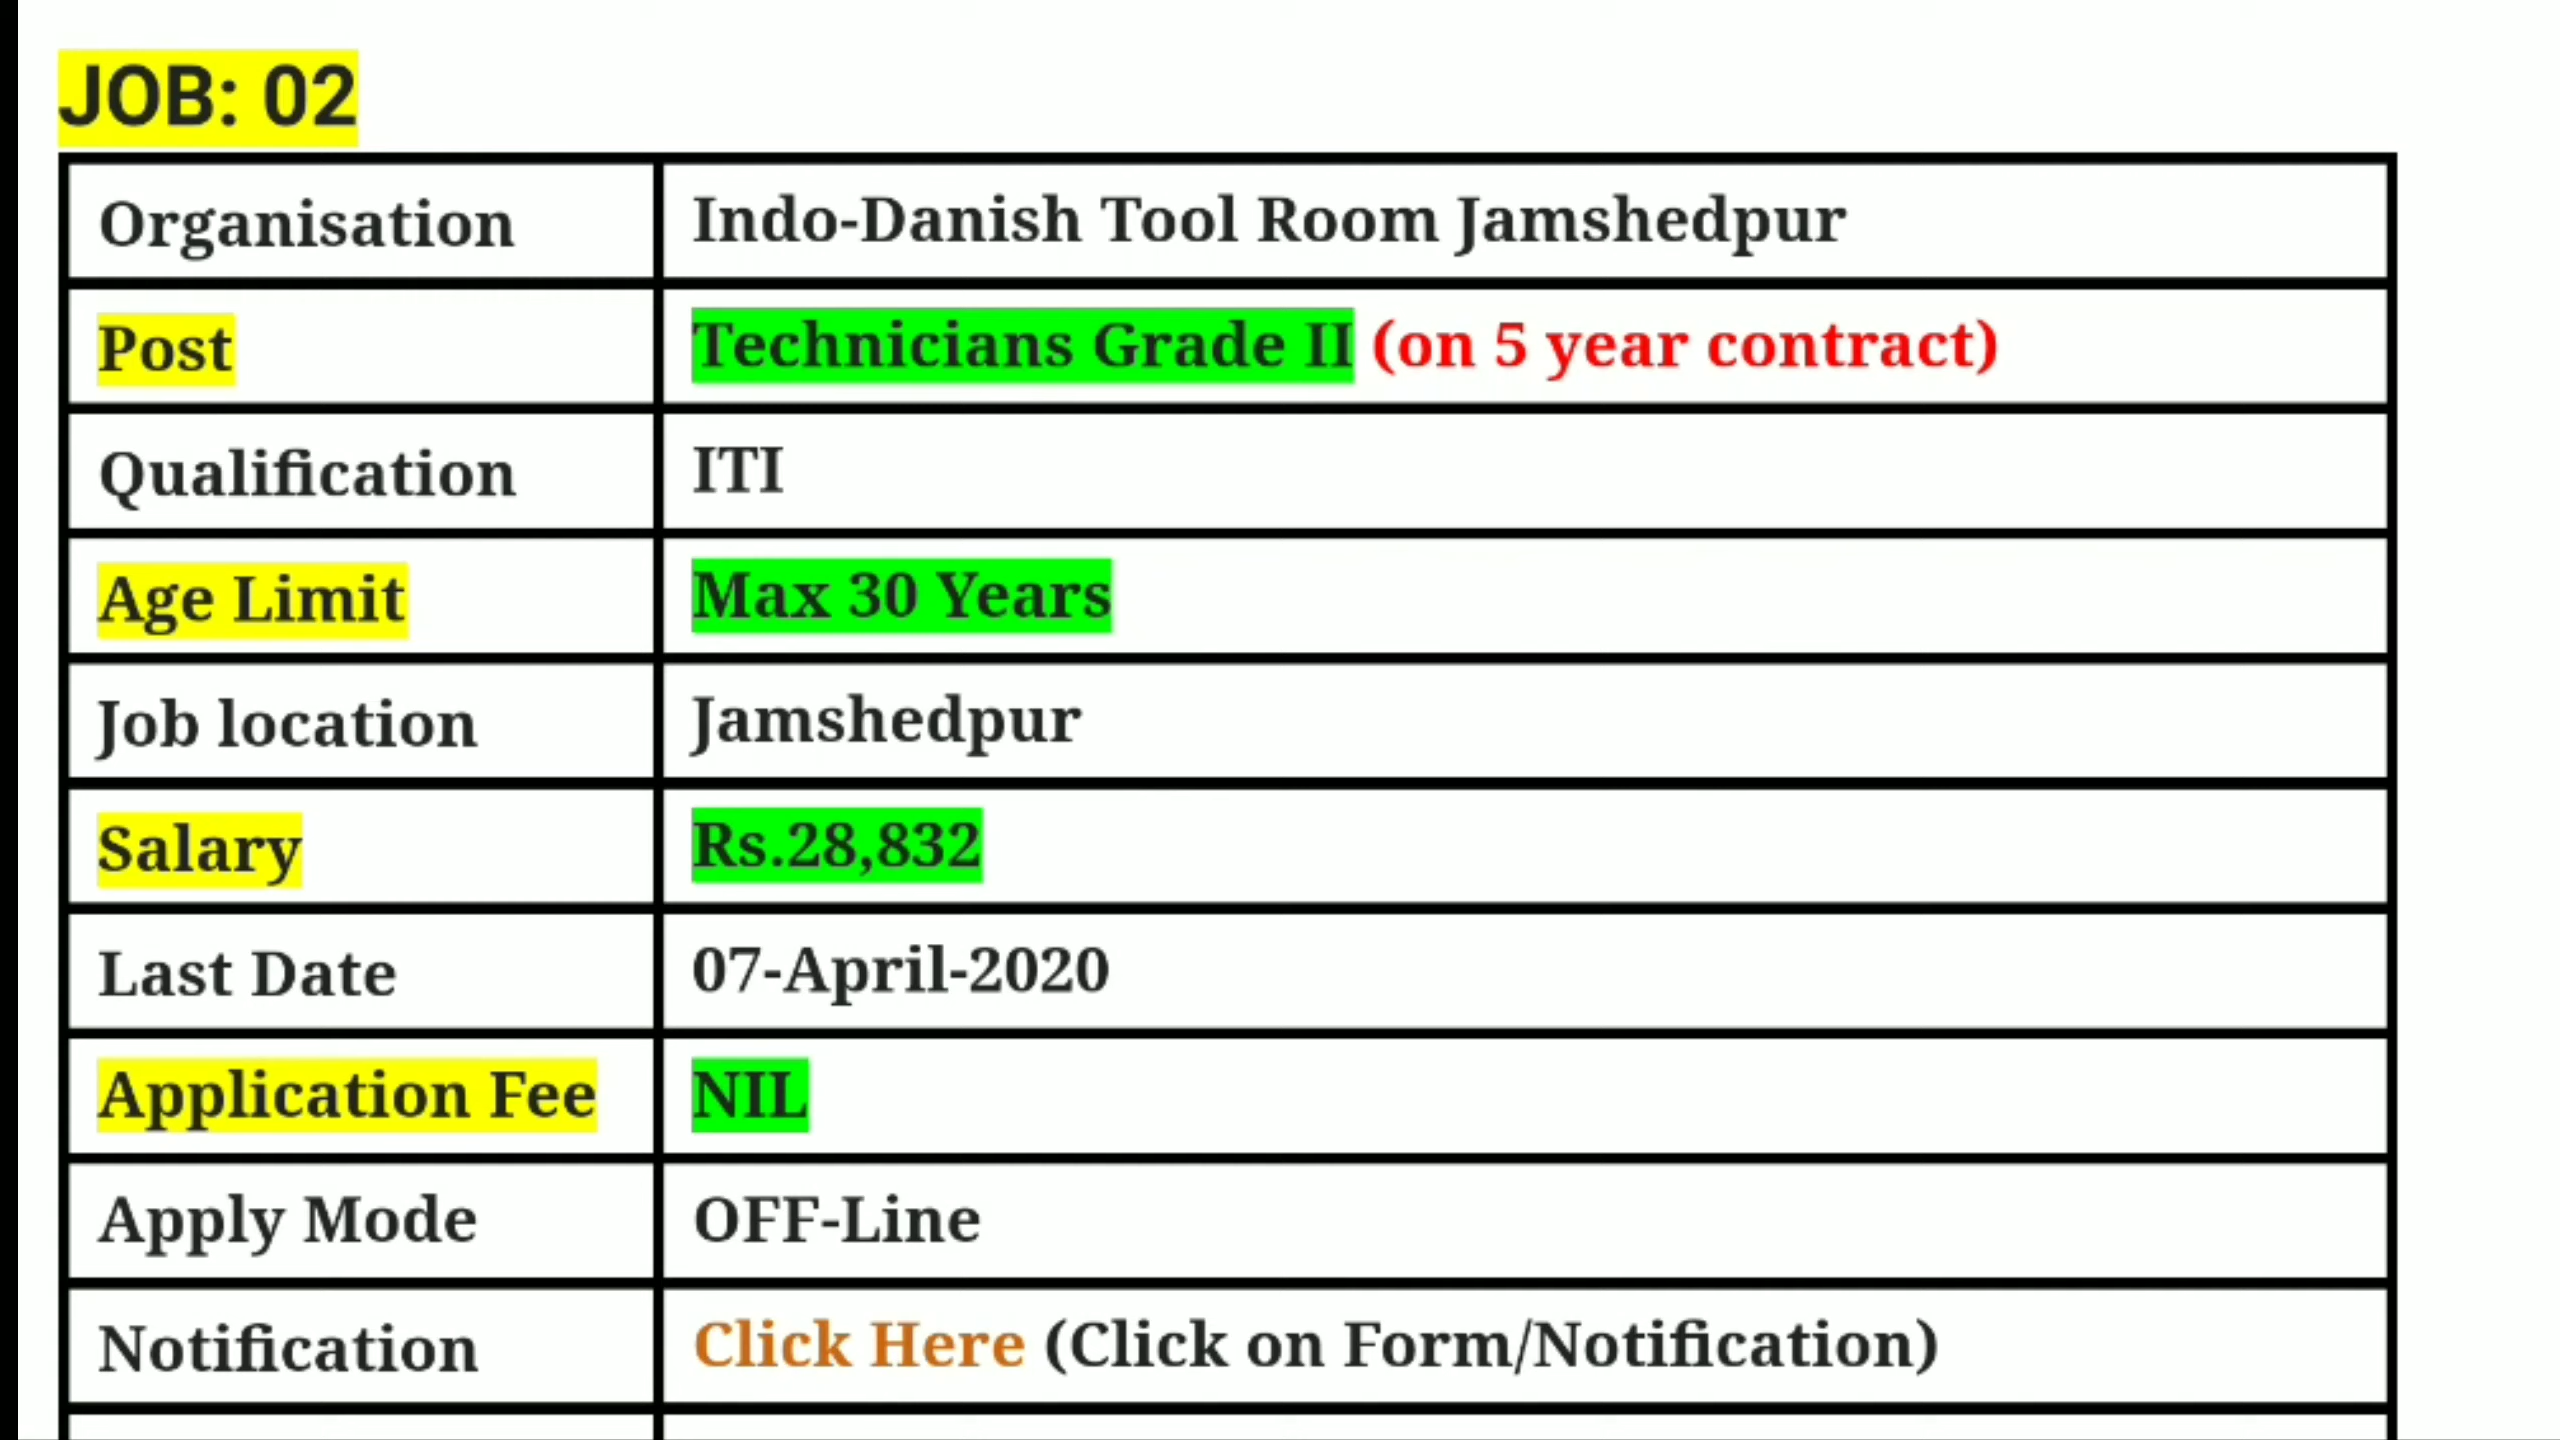 JOB: 02
Organisation Indo-Danish Tool Room Jamshedpur
Post Technicians Grade II (on 5 year contract)
Qualification ITI
Age Limit Max 30 Years
Job location Jamshedpur
Salary Rs.28,832
Last Date 07-April-2020
Application Fee NIL
Apply Mode OFF-Line
Notification Click Here (Click on Form/Notification)